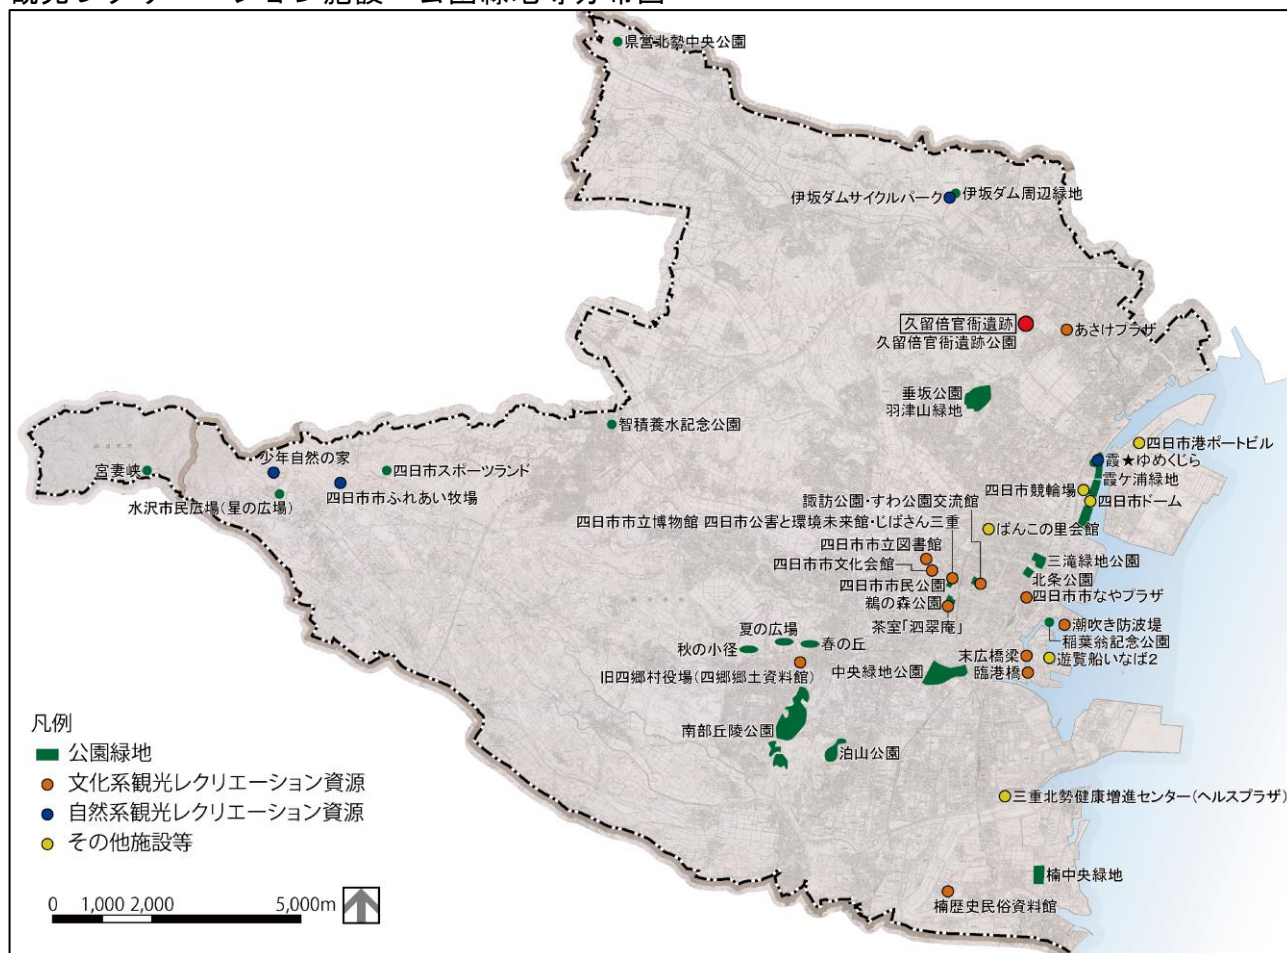 観光レクリエーション施設・公園緑地等分布図
県営北勢中央公園
伊坂ダムサイクルパーク
伊坂ダム周辺緑地
久留倍官衙遺跡
久留倍官衙遺跡公園
あさけプラザ
垂坂公園
羽津山緑地
智積養水記念公園
四日市港ポートビル
霞★ゆめくじら
霞ケ浦緑地
四日市競輪場
四日市ドーム
宮妻峡
少年自然の家
四日市スポーツランド
四日市市ふれあい牧場
水沢市民広場(星の広場)
諏訪公園・すわ公園交流館
四日市市立博物館 四日市公害と環境未来館・じばさん三重
ばんこの里会館
四日市市立図書館
四日市市文化会館
四日市市民公園
鵜の森公園
茶室「泗翠庵」
三滝緑地公園
北条公園
四日市市なやプラザ
潮吹き防波堤
稲葉翁記念公園
遊覧船いなば2
末広橋梁
臨港橋
夏の広場
秋の小径
春の丘
旧四郷村役場(四郷郷土資料館)
中央緑地公園
南部丘陵公園
泊山公園
三重北勢健康増進センター(ヘルスプラザ)
楠中央緑地
楠歴史民俗資料館
凡例
公園緑地
文化系観光レクリエーション資源
自然系観光レクリエーション資源
その他施設等
0 1,000 2,000 5,000m